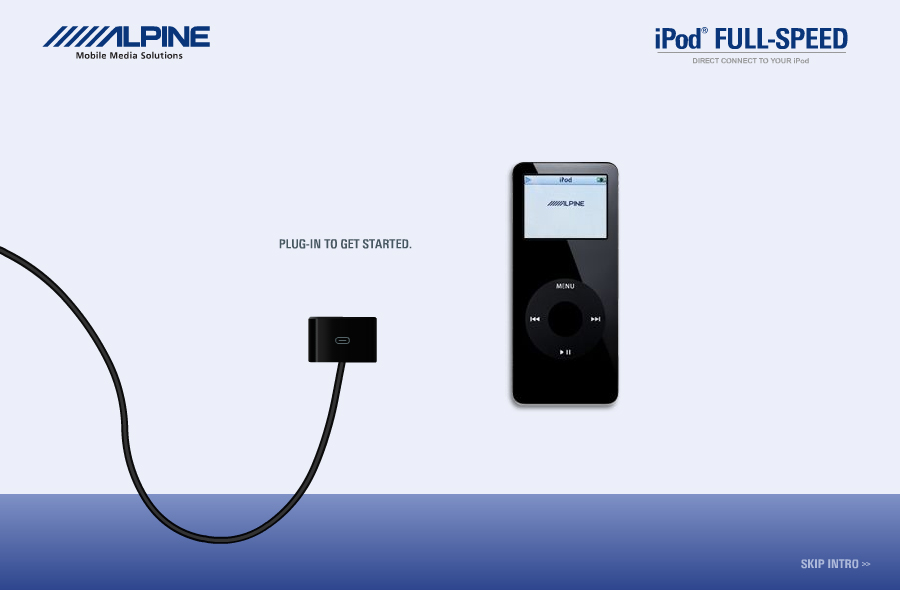 ALPINE
Mobile Media Solutions
iPod® FULL-SPEED
DIRECT CONNECT TO YOUR iPod
iPod
ALPINE
PLUG-IN TO GET STARTED.
MENU
SKIP INTRO >>